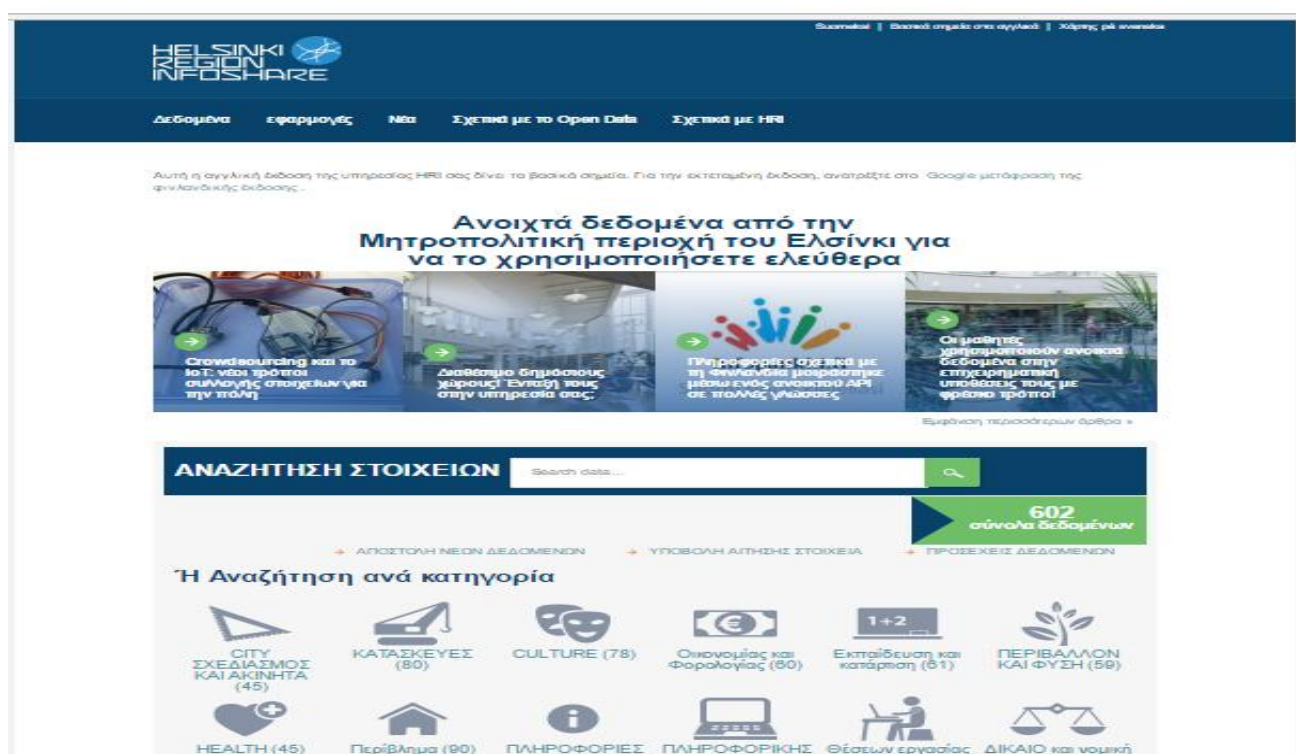 Suomeksi | Βασικά σημεία στα αγγλικά | Χάρτης på svenska
HELSINKI
REGION
INFOSHARE
Δεδομένα εφαρμογές Νέα Σχετικά με το Open Data Σχετικά με HRI
Αυτή η αγγλική έκδοση της υπηρεσίας HRI σας δίνει τα βασικά σημεία. Για την εκτεταμένη έκδοση, ανατρέξτε στο Google μετάφραση της
φινλανδικής έκδοσης .
Ανοιχτά δεδομένα από την
Μητροπολιτική περιοχή του Ελσίνκι για
να το χρησιμοποιήσετε ελεύθερα
Crowdsourcing και το
IoT: νέοι τρόποι
συλλογής στοιχείων για
την πόλη
Διαθέσιμο δημόσιους
χώρους! Ένταξή τους
στην υπηρεσία σας;
Πληροφορίες σχετικά με
τη Φινλανδία μοιράστηκε
μέσω ενός ανοικτού API
σε πολλές γλώσσες
Οι μαθητές
χρησιμοποιούν ανοικτά
δεδομένα στην
επιχειρηματική
υποθέσεις τους με
φρέσκο τρόπο!
Εμφάνιση περισσότερων άρθρα »
ΑΝΑΖΗΤΗΣΗ ΣΤΟΙΧΕΙΩΝ Search data...
602
σύνολα δεδομένων
ΑΠΟΣΤΟΛΗ ΝΕΩΝ ΔΕΔΟΜΕΝΩΝ ΥΠΟΒΟΛΗ ΑΙΤΗΣΗΣ ΣΤΟΙΧΕΙΑ ΠΡΟΣΕΧΕΙΣ ΔΕΔΟΜΕΝΩΝ
Ή Αναζήτηση ανά κατηγορία
1+2
CITY
ΣΧΕΔΙΑΣΜΟΣ
ΚΑΙ ΑΚΙΝΗΤΑ
(45)
ΚΑΤΑΣΚΕΥΕΣ
(80)
CULTURE (78)
Οικονομίας και
Φορολογίας (60)
Εκπαίδευση και
κατάρτιση (61)
ΠΕΡΙΒΑΛΛΟΝ
ΚΑΙ ΦΥΣΗ (59)
HEALTH (45) Περίβλημα (90) ΠΛΗΡΟΦΟΡΙΕΣ ΠΛΗΡΟΦΟΡΙΚΗΣ Θέσεων εργασίας ΔΙΚΑΙΟ και νομική